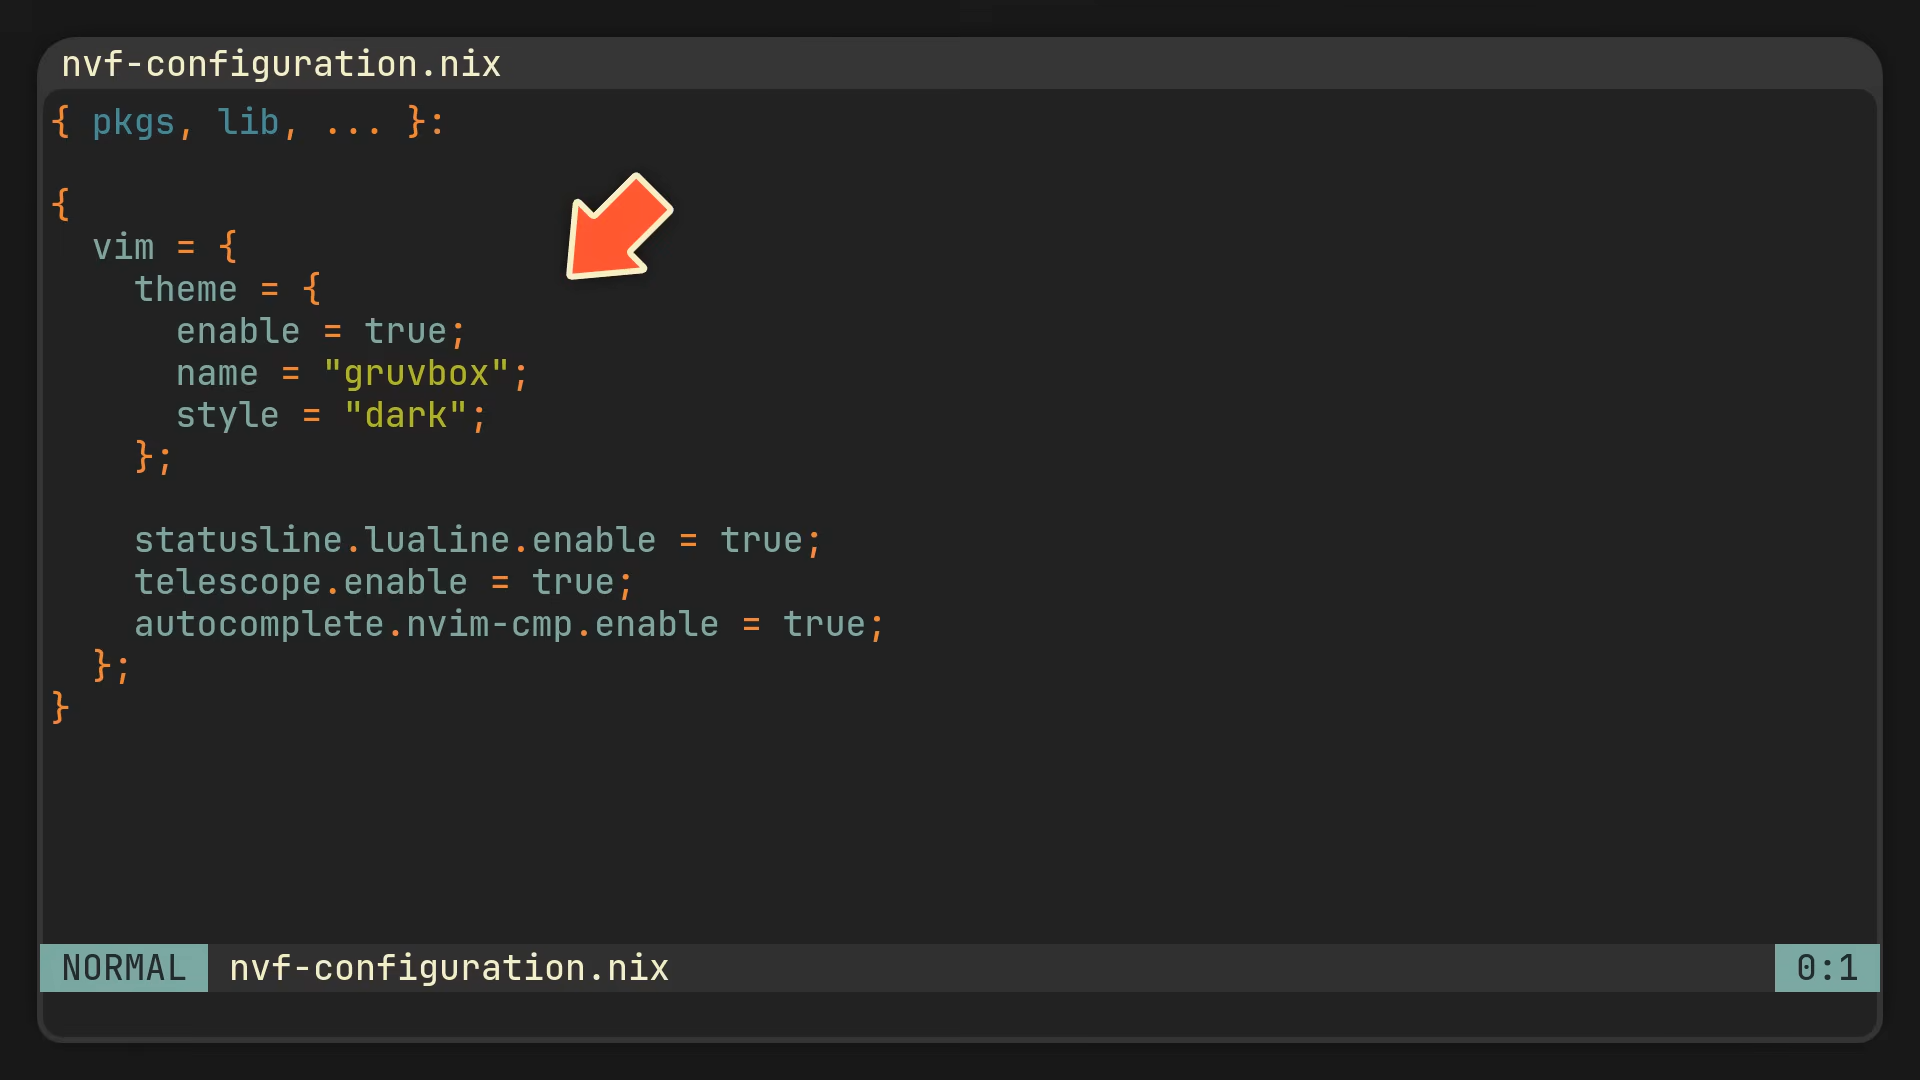 nvf-configuration.nix
{ pkgs, lib, ... }:
{
  vim = {
    theme = {
      enable = true;
      name = "gruvbox";
      style = "dark";
    };
    statusline.lualine.enable = true;
    telescope.enable = true;
    autocomplete.nvim-cmp.enable = true;
  };
}
NORMAL nvf-configuration.nix 0:1